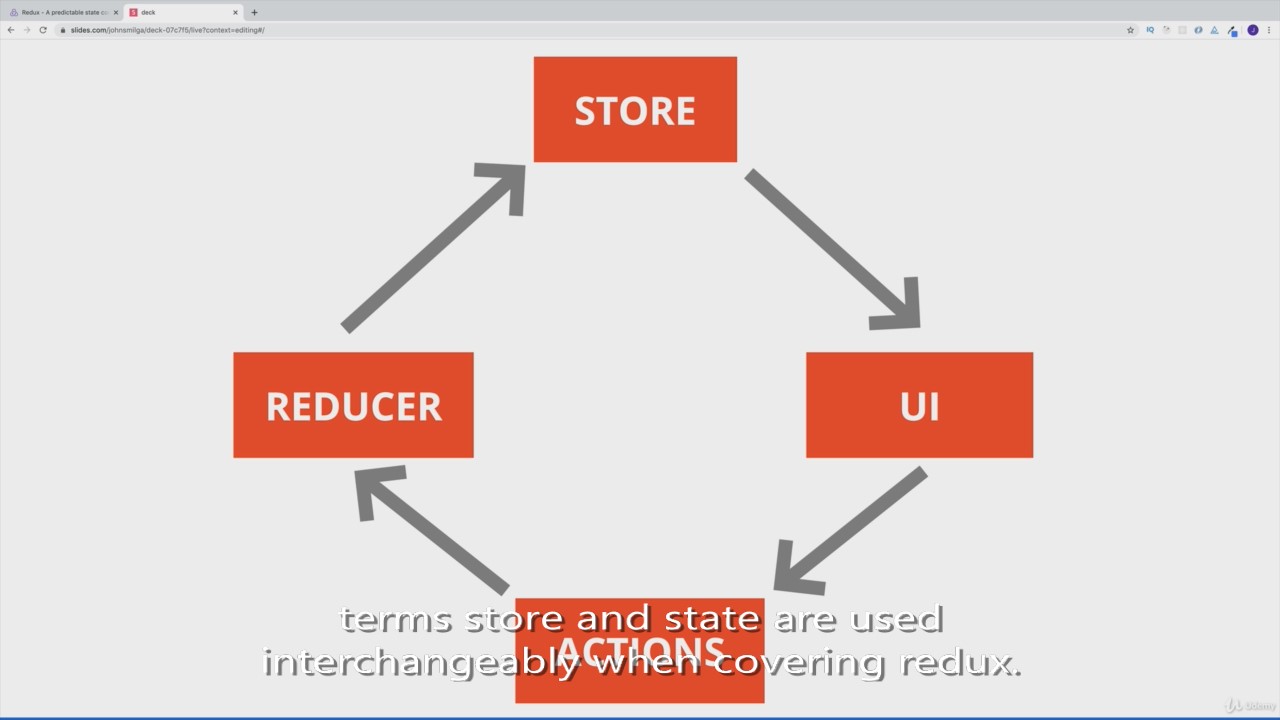 Redux - A predictable state co
deck
slides.com/johnsmilga/deck-07c7f5/live?context=editing#/
STORE
REDUCER
UI
ACTIONS
terms store and state are used
interchangeably when covering redux.
Udemy